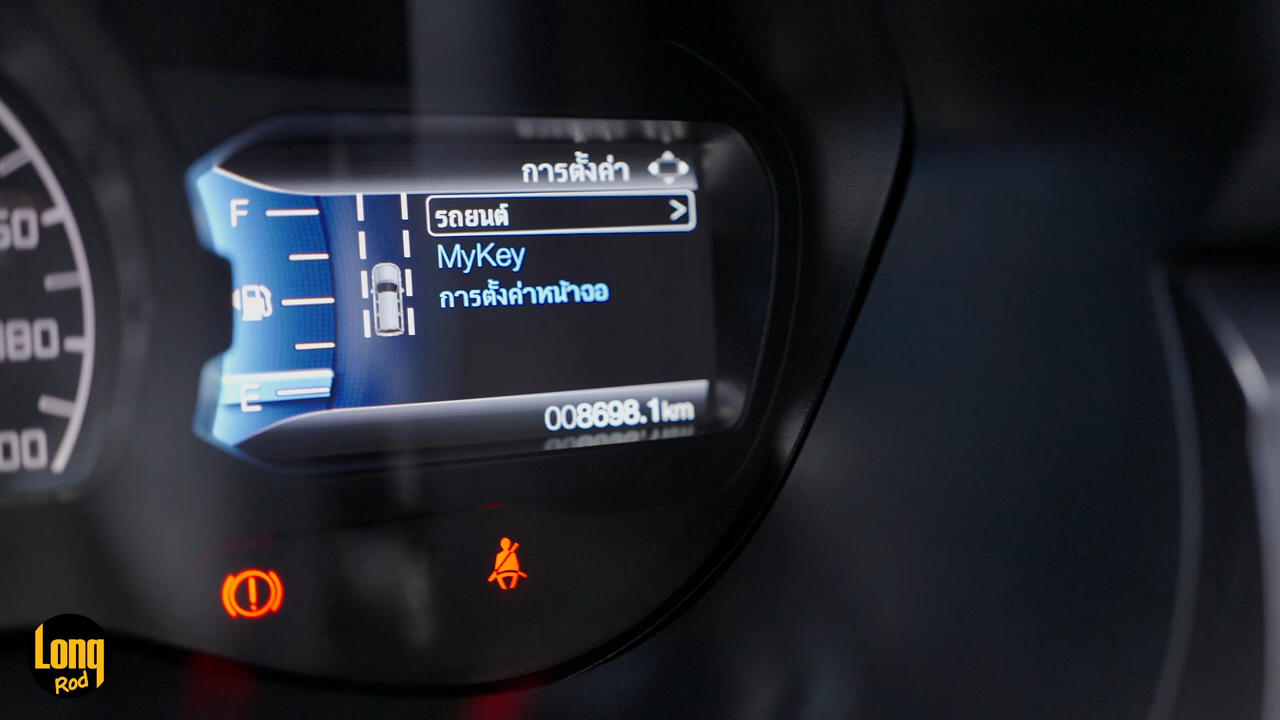 การตั้งค่า
F
รถยนต์ >
MyKey
การตั้งค่าหน้าจอ
180
E
008698.1km
Long
Rod